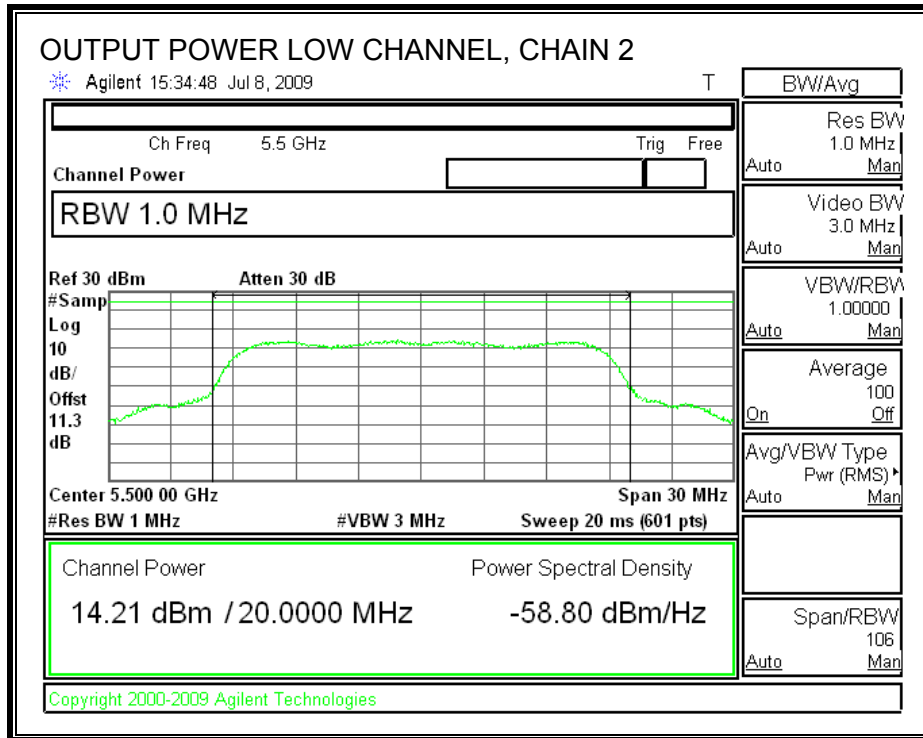 OUTPUT POWER LOW CHANNEL, CHAIN 2
Agilent 15:34:48 Jul 8, 2009 T
Ch Freq 5.5 GHz Trig Free
Channel Power
RBW 1.0 MHz
Ref 30 dBm Atten 30 dB
#Samp
Log
10
dB/
Offst
11.3
dB
Center 5.500 00 GHz Span 30 MHz
#Res BW 1 MHz #VBW 3 MHz Sweep 20 ms (601 pts)
Channel Power Power Spectral Density
14.21 dBm / 20.0000 MHz -58.80 dBm/Hz
Copyright 2000-2009 Agilent Technologies
BW/Avg
Res BW
1.0 MHz
Auto Man
Video BW
3.0 MHz
Auto Man
VBW/RBW
1.00000
Auto Man
Average
100
On Off
Avg/VBW Type
Pwr (RMS)
Auto Man
Span/RBW
106
Auto Man